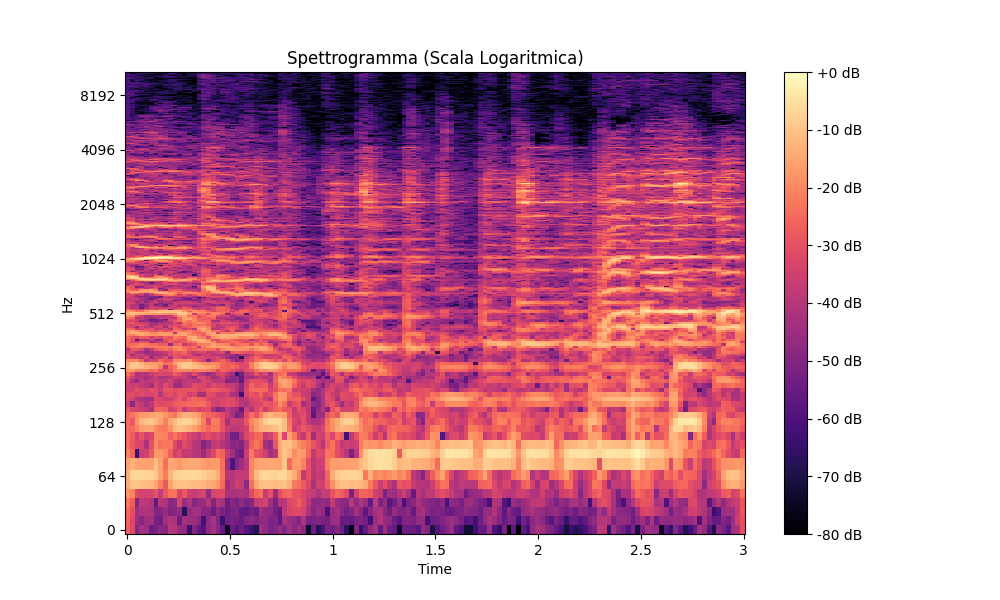 Spettrogramma (Scala Logaritmica)
Hz
8192
4096
2048
1024
512
256
128
64
0
0 0.5 1 1.5 2 2.5 3
Time
+0 dB
-10 dB
-20 dB
-30 dB
-40 dB
-50 dB
-60 dB
-70 dB
-80 dB